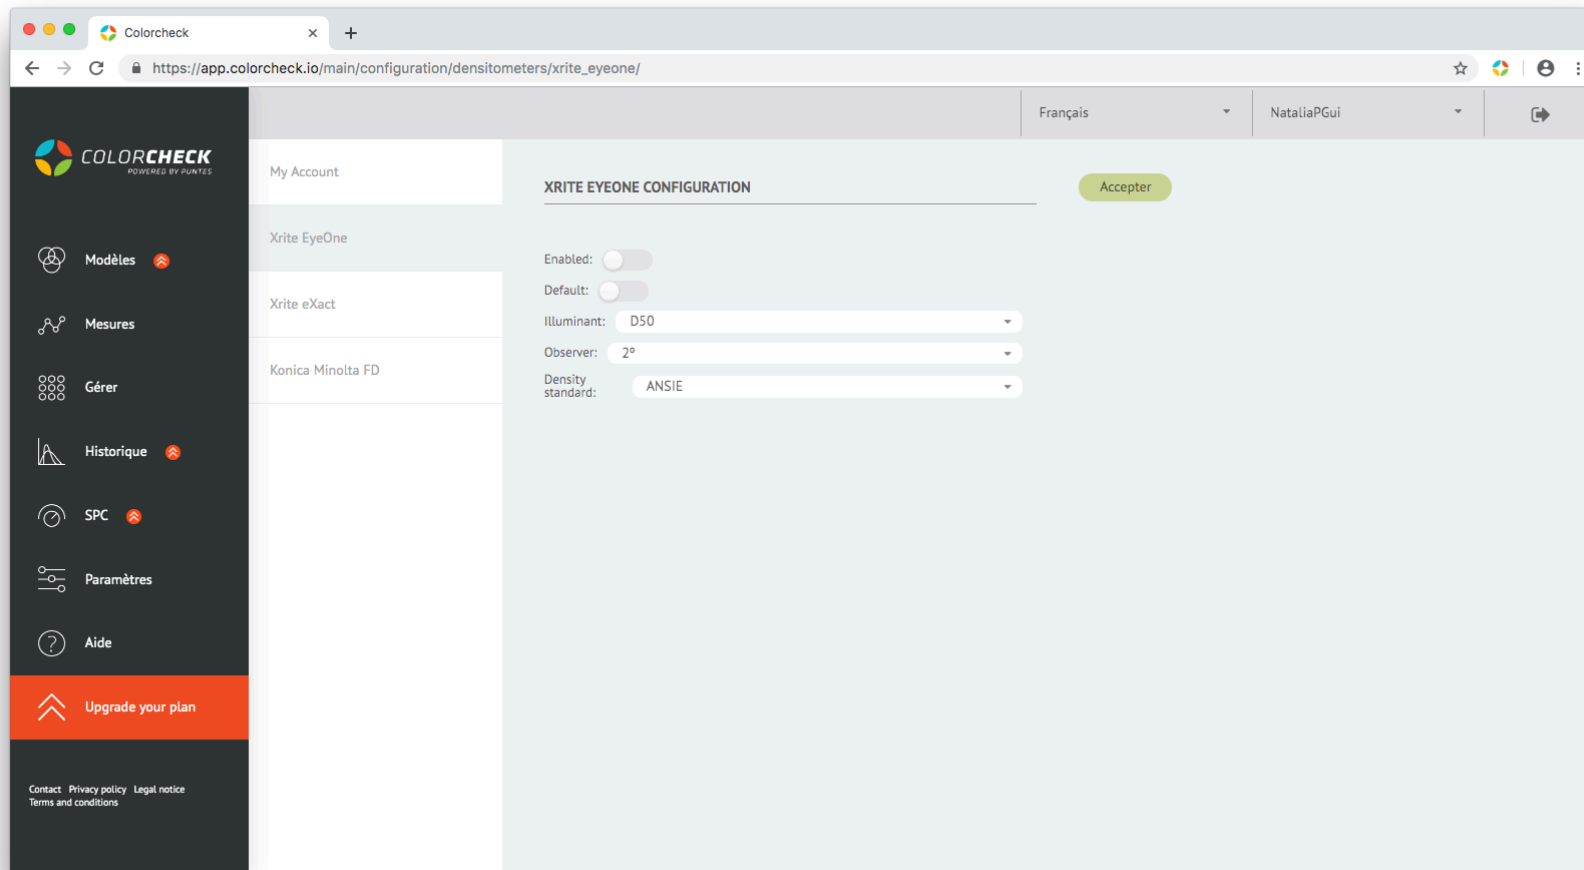 Colorcheck
https://app.colorcheck.io/main/configuration/densitometers/xrite_eyeone/
Français
NataliaPGui
COLORCHECK
POWERED BY PUNTES
Modèles
Mesures
Gérer
Historique
SPC
Paramètres
Aide
Upgrade your plan
Contact Privacy policy Legal notice
Terms and conditions
My Account
Xrite EyeOne
Xrite eXact
Konica Minolta FD
XRITE EYEONE CONFIGURATION
Accepter
Enabled:
Default:
Illuminant: D50
Observer: 2º
Density
standard: ANSIE